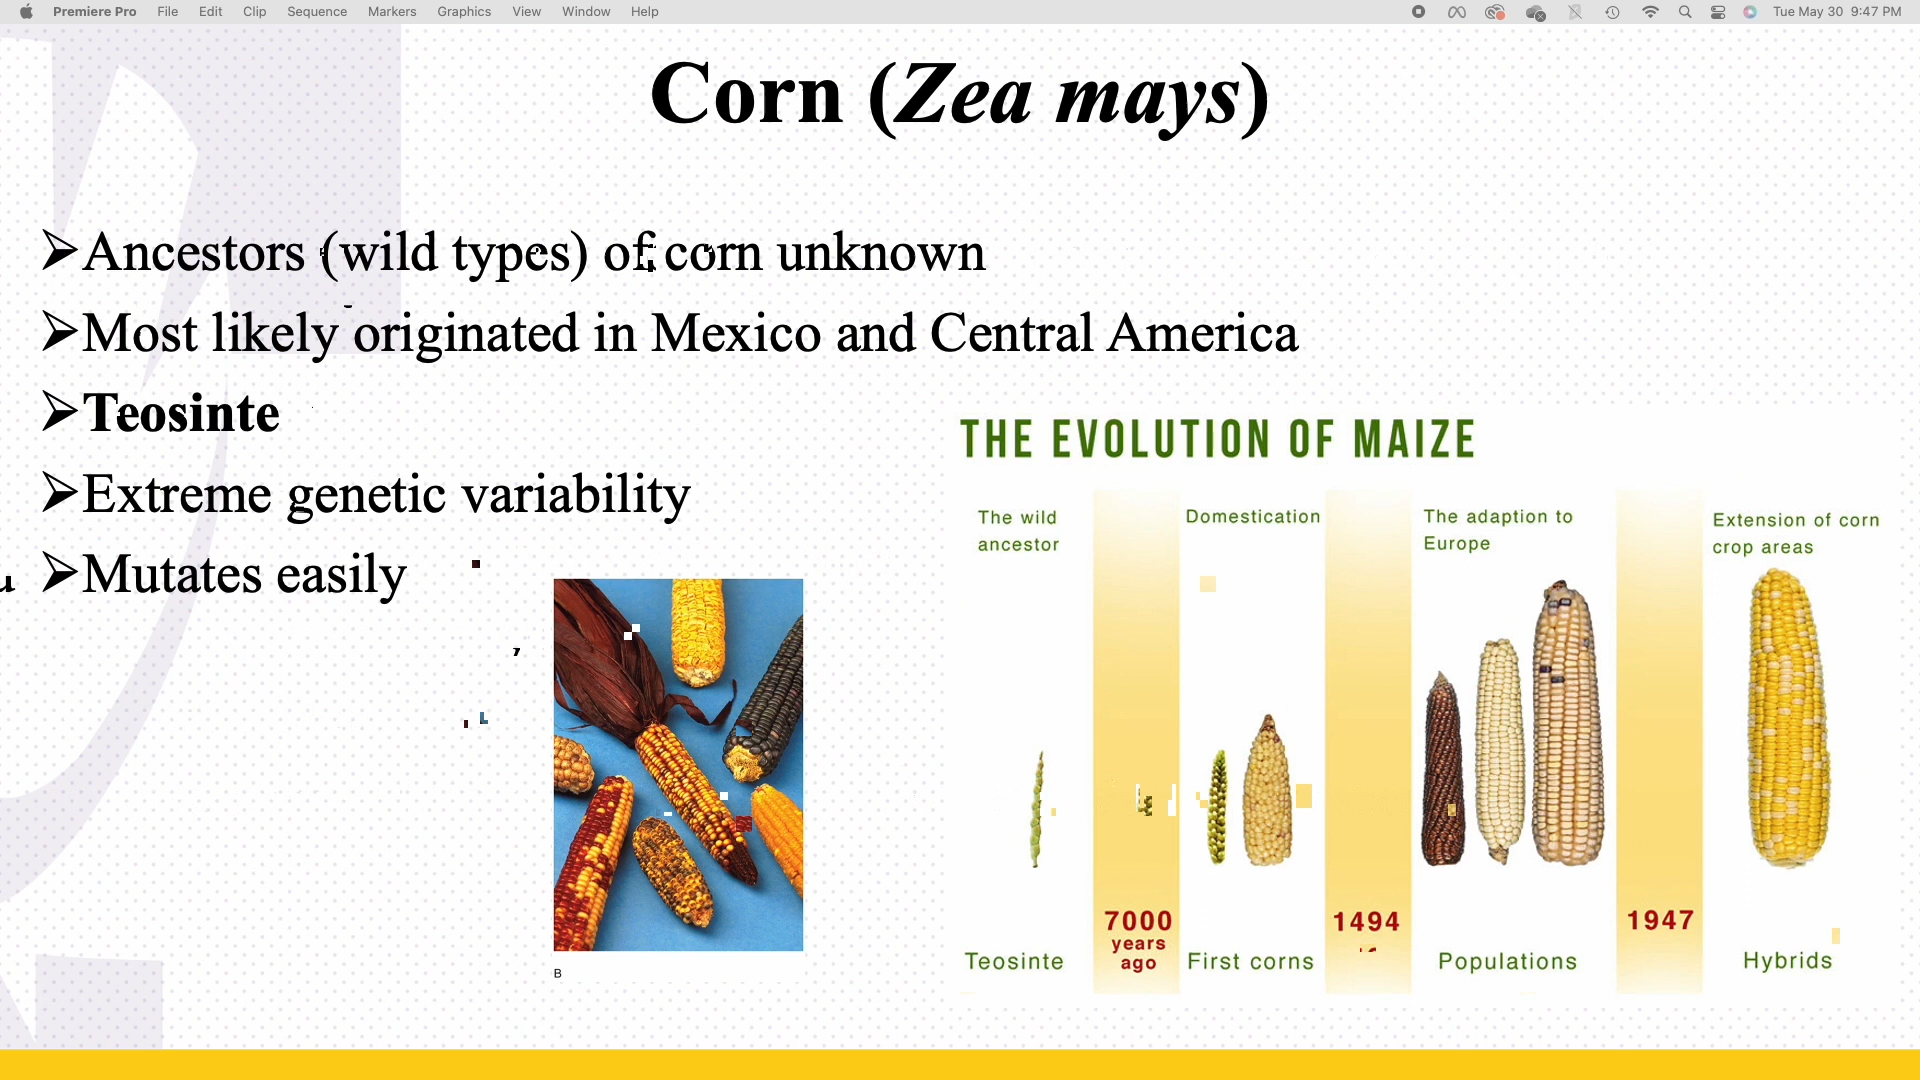 Premiere Pro File Edit Clip Sequence Markers Graphics View Window Help Tue May 30 9:47 PM
Corn (Zea mays)
Ancestors (wild types) of corn unknown
Most likely originated in Mexico and Central America
Teosinte
Extreme genetic variability
Mutates easily
B
THE EVOLUTION OF MAIZE
The wild
ancestor
Domestication
The adaption to
Europe
Extension of corn
crop areas
7000
years
ago
1494
1947
Teosinte
First corns
Populations
Hybrids